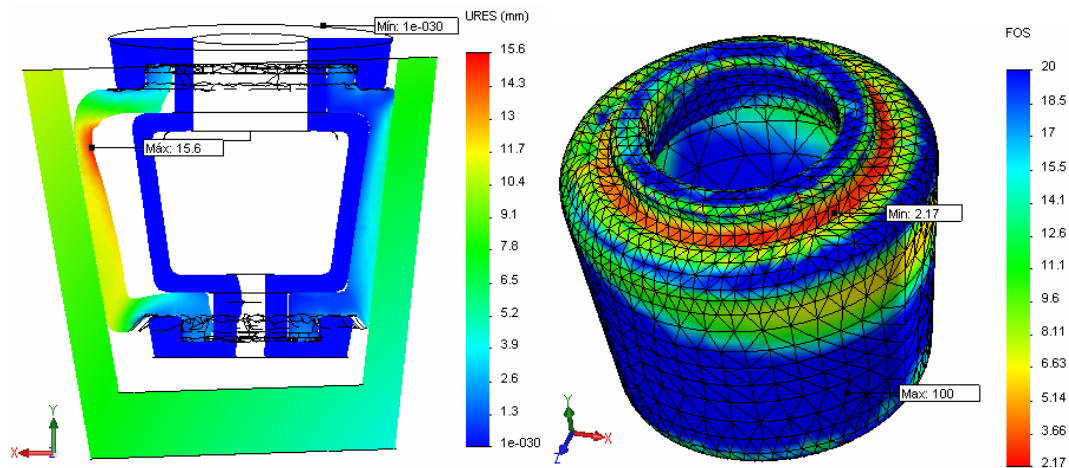 Mín: 1e-030
URES (mm)
15.6
14.3
13.0
11.7
10.4
9.1
7.8
6.5
5.2
3.9
2.6
1.3
1e-030
Máx: 15.6
Y
X
Z
FOS
20
18.5
17
15.5
14.1
12.6
11.1
9.6
8.11
6.63
5.14
3.66
2.17
Min: 2.17
Max: 100
Y
X
Z